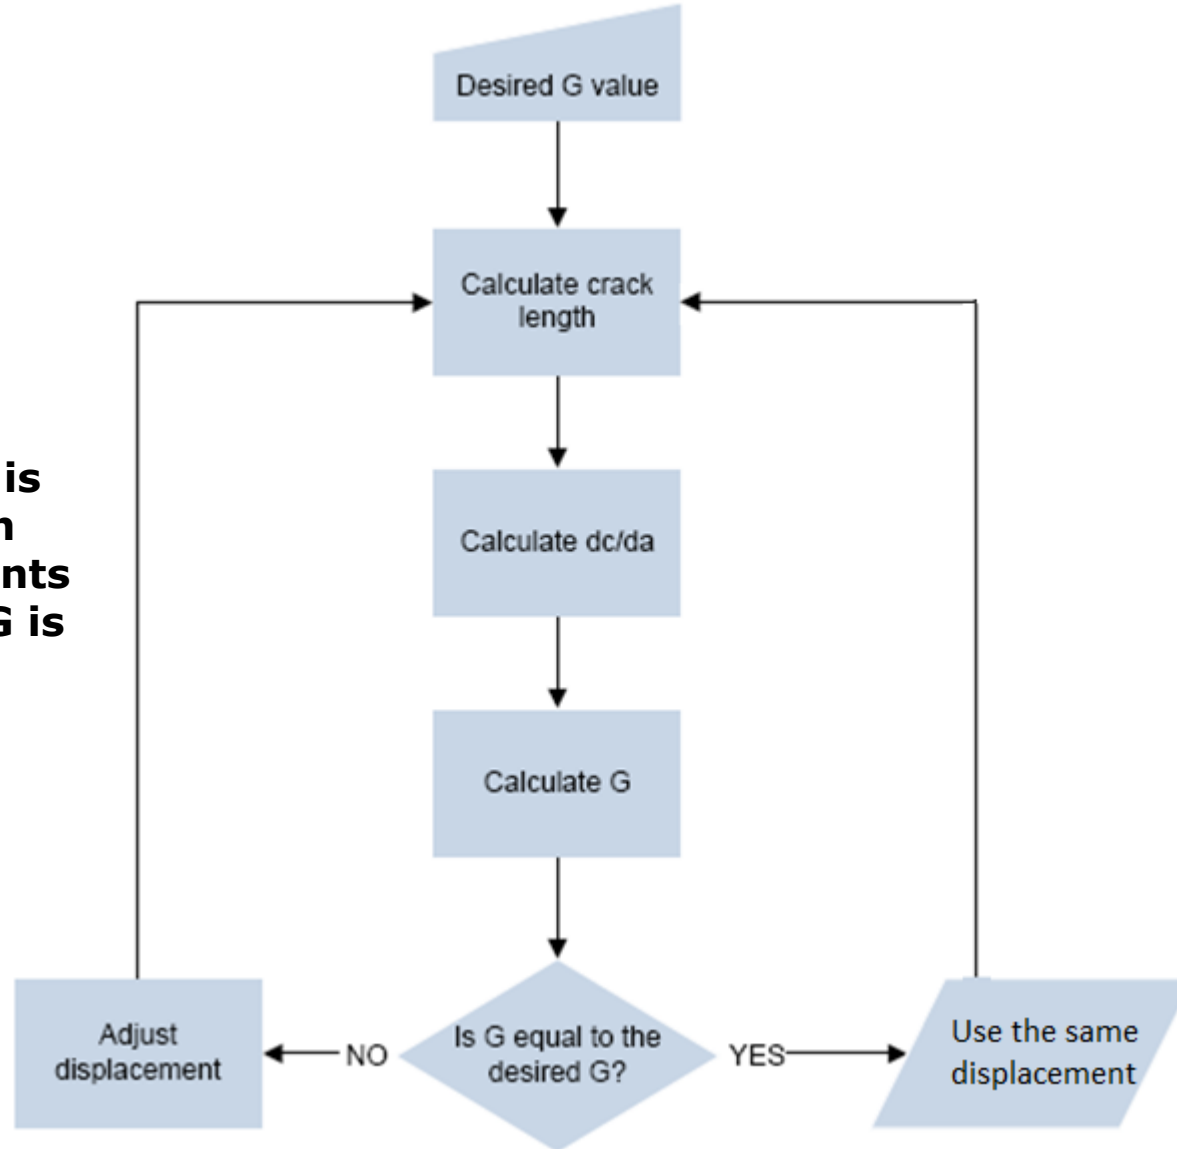 Desired G value
Calculate crack
length
is
n
nts
G is
Calculate dc/da
Calculate G
Adjust
displacement
NO
Is G equal to the
desired G?
YES
Use the same
displacement